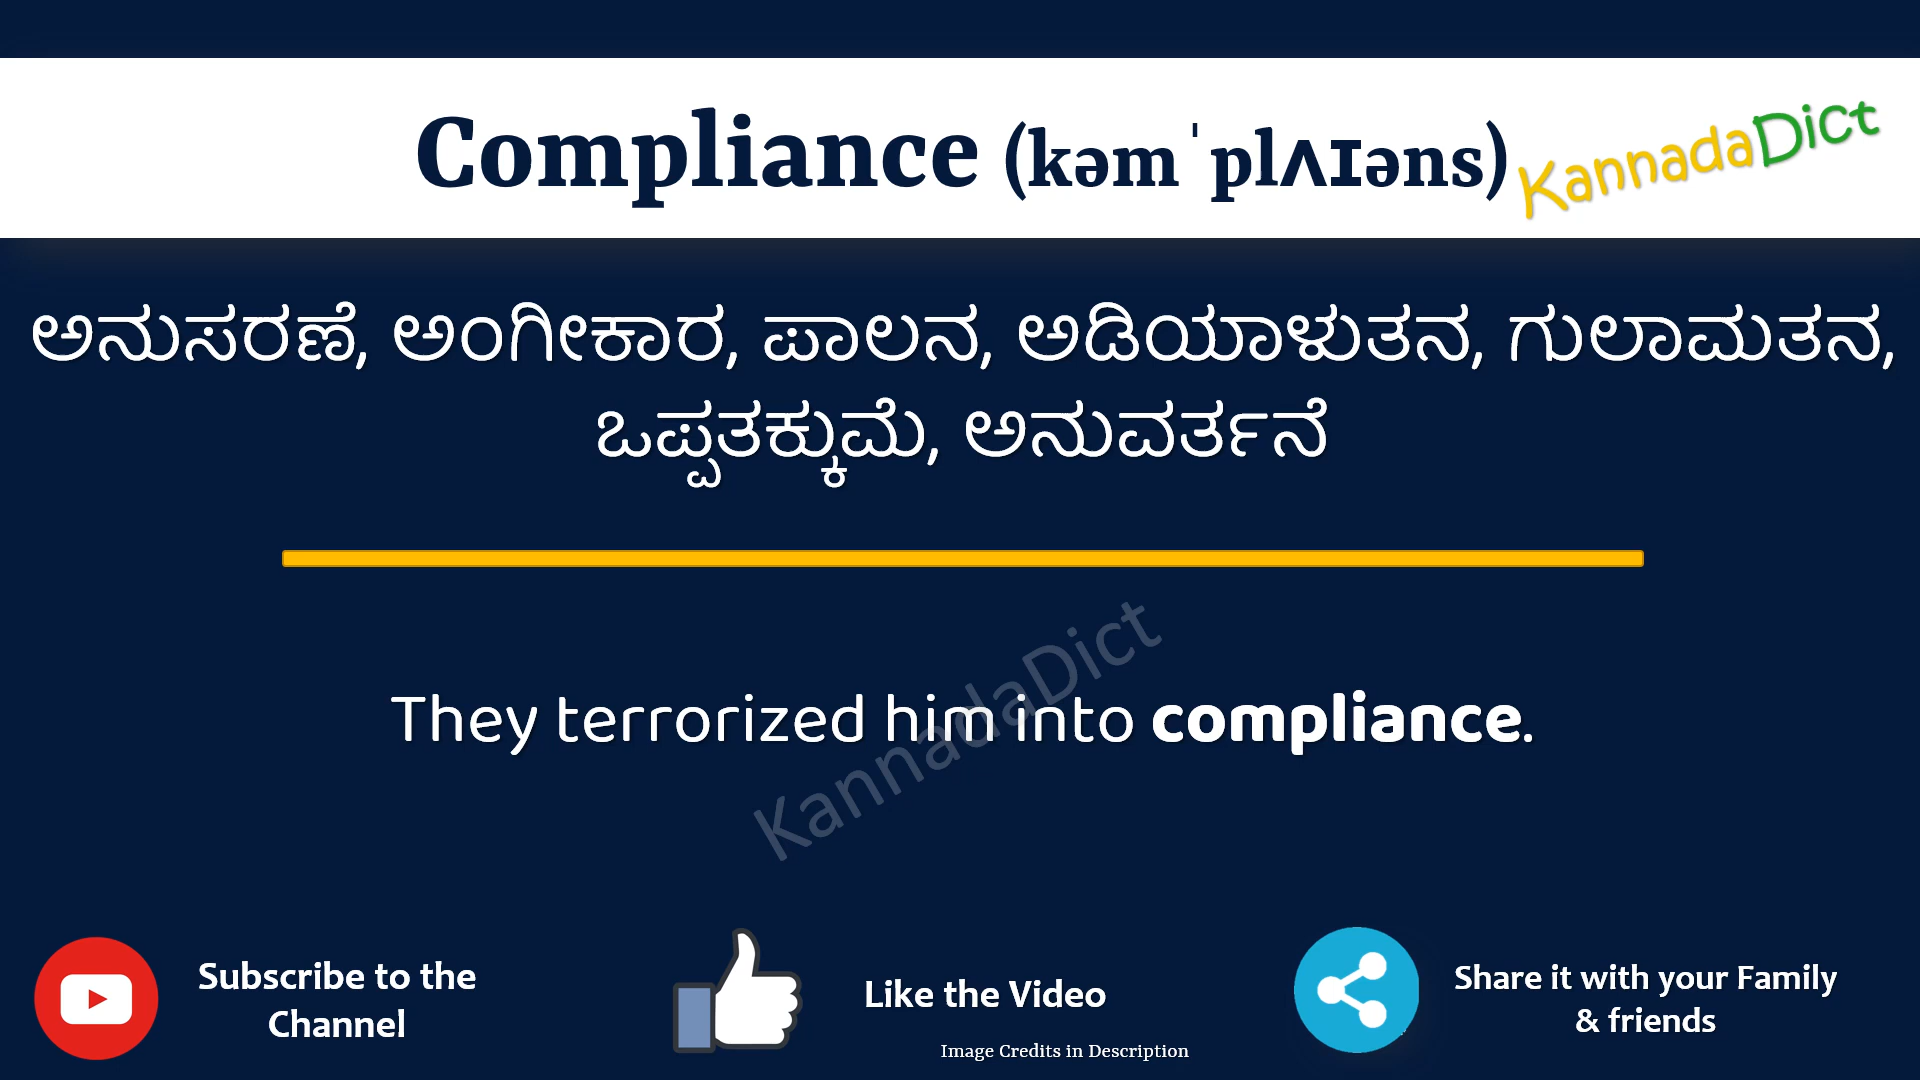 Compliance (kəmˈplʌɪəns)
KannadaDict
ಅನುಸರಣೆ, ಅಂಗೀಕಾರ, ಪಾಲನ, ಅಡಿಯಾಳುತನ, ಗುಲಾಮತನ,
ಒಪ್ಪತಕ್ಕುಮೆ, ಅನುವರ್ತನೆ
They terrorized him into compliance.
KannadaDict
Subscribe to the
Channel
Like the Video
Share it with your Family
& friends
Image Credits in Description